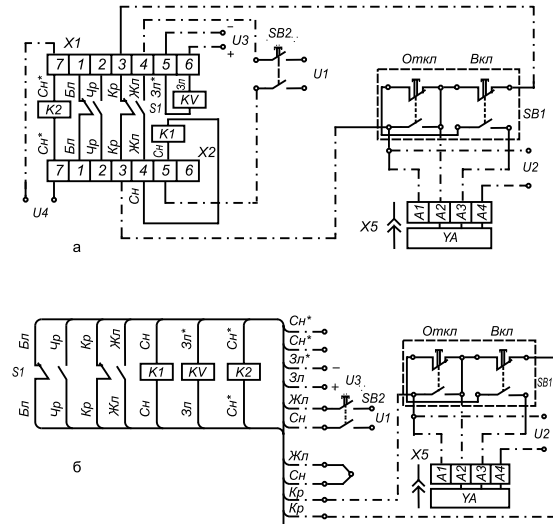 X1
7 1 2 3 4 5 6
Сн* Бл Чр Кр Жл Зл* Зл
−
U3
+
SB2
U1
Откл Вкл
SB1
K2
S1
KV
K1
X2
Сн* Бл Чр Кр Жл Сн
7 1 2 3 4 5 6
Сн
U4
U2
X5
A1 A2 A3 A4
YA
а
Бл Чр Кр Жл Сн Зл* Сн*
S1
K1 KV K2
Бл Чр Кр Жл Сн Зл Сн*
Сн*
Сн*
Зл*
−
Зл
+
U3
Жл
SB2
Сн
U1
Жл
Сн
Кр
Кр
Откл Вкл
SB1
U2
X5
A1 A2 A3 A4
YA
б